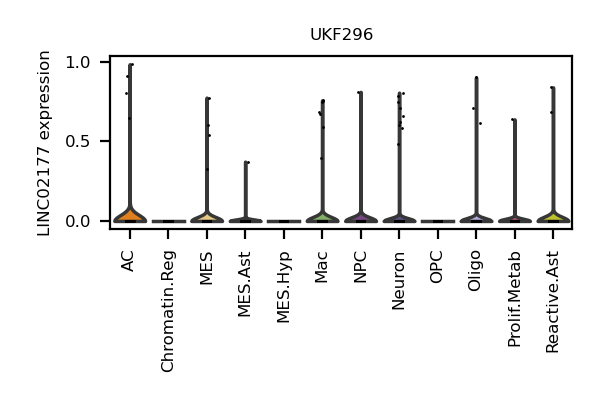 UKF296
LINC02177 expression
1.0
0.5
0.0
AC
Chromatin.Reg
MES
MES.Ast
MES.Hyp
Mac
NPC
Neuron
OPC
Oligo
Prolif.Metab
Reactive.Ast